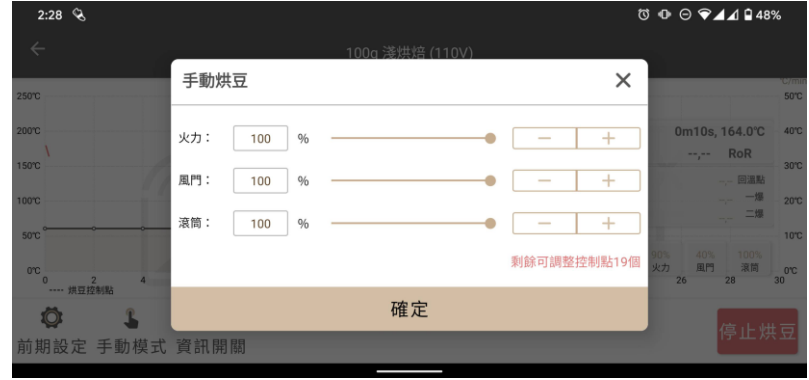 2:28
48%
100g 淺烘焙 (110V)
手動烘豆
火力： 100 %
風門： 100 %
滾筒： 100 %
剩餘可調整控制點19個
確定
250℃
200℃
150℃
100℃
50℃
0℃
0 2 4
烘豆控制點
50℃
40℃
30℃
20℃
10℃
0℃
0m10s, 164.0℃
--,-- RoR
-,- 回溫點
-,- 一爆
-,- 二爆
90% 40% 100%
火力 風門 滾筒
26 28 30
前期設定 手動模式 資訊開關
停止烘豆